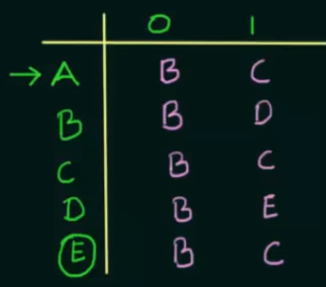 0 1
→ A B C
B B D
C B C
D B E
E B C